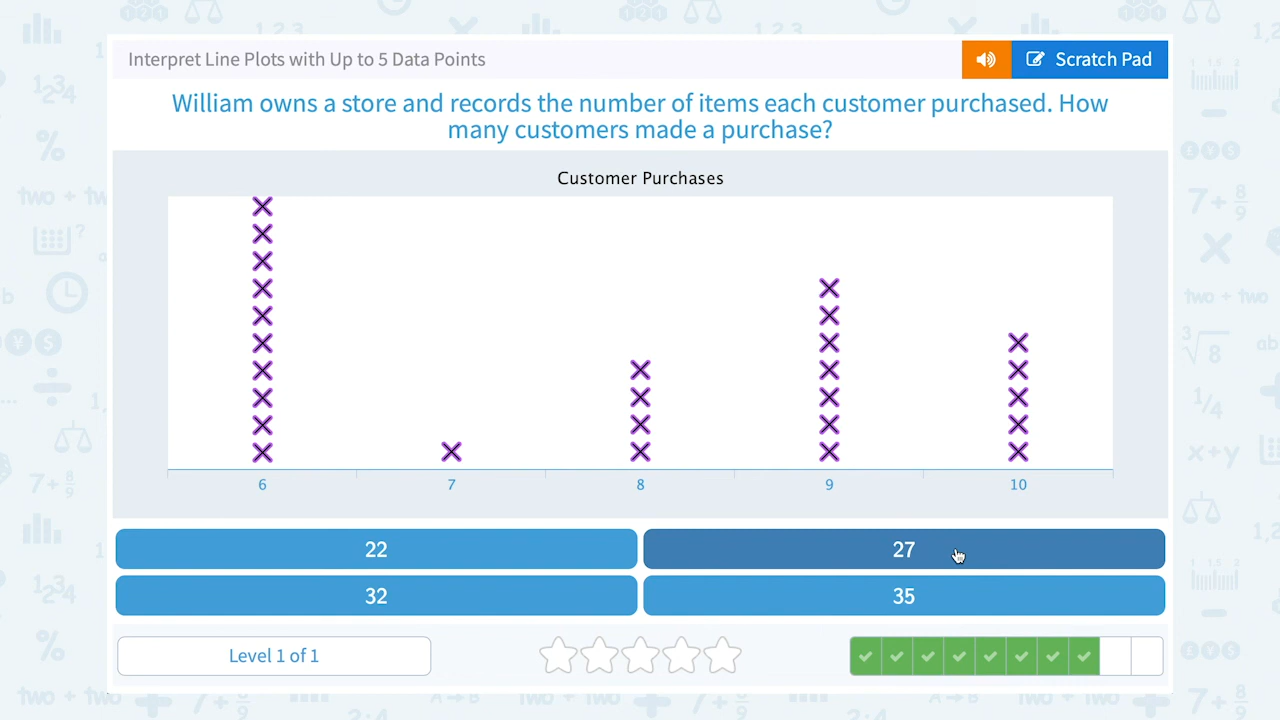 Interpret Line Plots with Up to 5 Data Points
Scratch Pad
William owns a store and records the number of items each customer purchased. How
many customers made a purchase?
Customer Purchases
6 7 8 9 10
22
27
32
35
Level 1 of 1